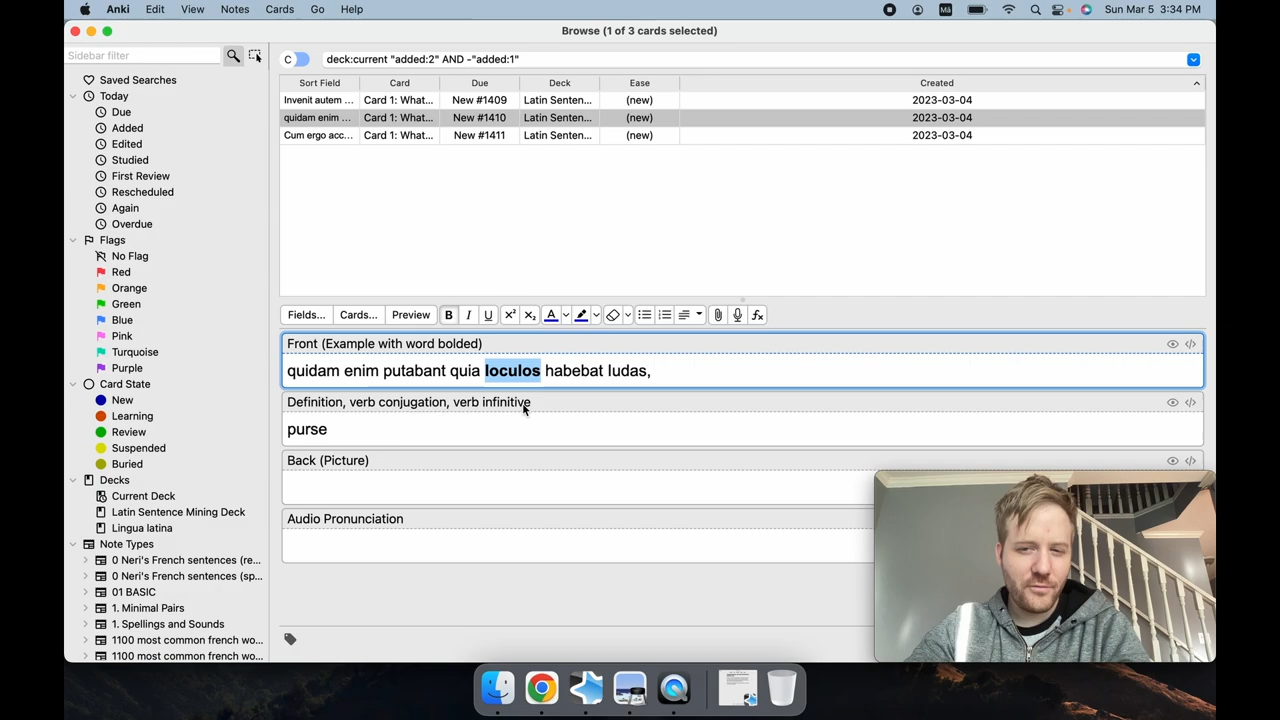 Anki Edit View Notes Cards Go Help Sun Mar 5 3:34 PM
Browse (1 of 3 cards selected)
Sidebar filter
C deck:current "added:2" AND -"added:1"
Sort Field Card Due Deck Ease Created
Invenit autem ... Card 1: What... New #1409 Latin Senten... (new) 2023-03-04
quidam enim ... Card 1: What... New #1410 Latin Senten... (new) 2023-03-04
Cum ergo acc... Card 1: What... New #1411 Latin Senten... (new) 2023-03-04
Saved Searches
Today
Due
Added
Edited
Studied
First Review
Rescheduled
Again
Overdue
Flags
No Flag
Red
Orange
Green
Blue
Pink
Turquoise
Purple
Card State
New
Learning
Review
Suspended
Buried
Decks
Current Deck
Latin Sentence Mining Deck
Lingua latina
Note Types
0 Neri's French sentences (re...
0 Neri's French sentences (sp...
01 BASIC
1. Minimal Pairs
1. Spellings and Sounds
1100 most common french wo...
1100 most common french wo...
Fields... Cards... Preview B I U x² x₂ A
Front (Example with word bolded)
quidam enim putabant quia loculos habebat Iudas,
Definition, verb conjugation, verb infinitive
purse
Back (Picture)
Audio Pronunciation